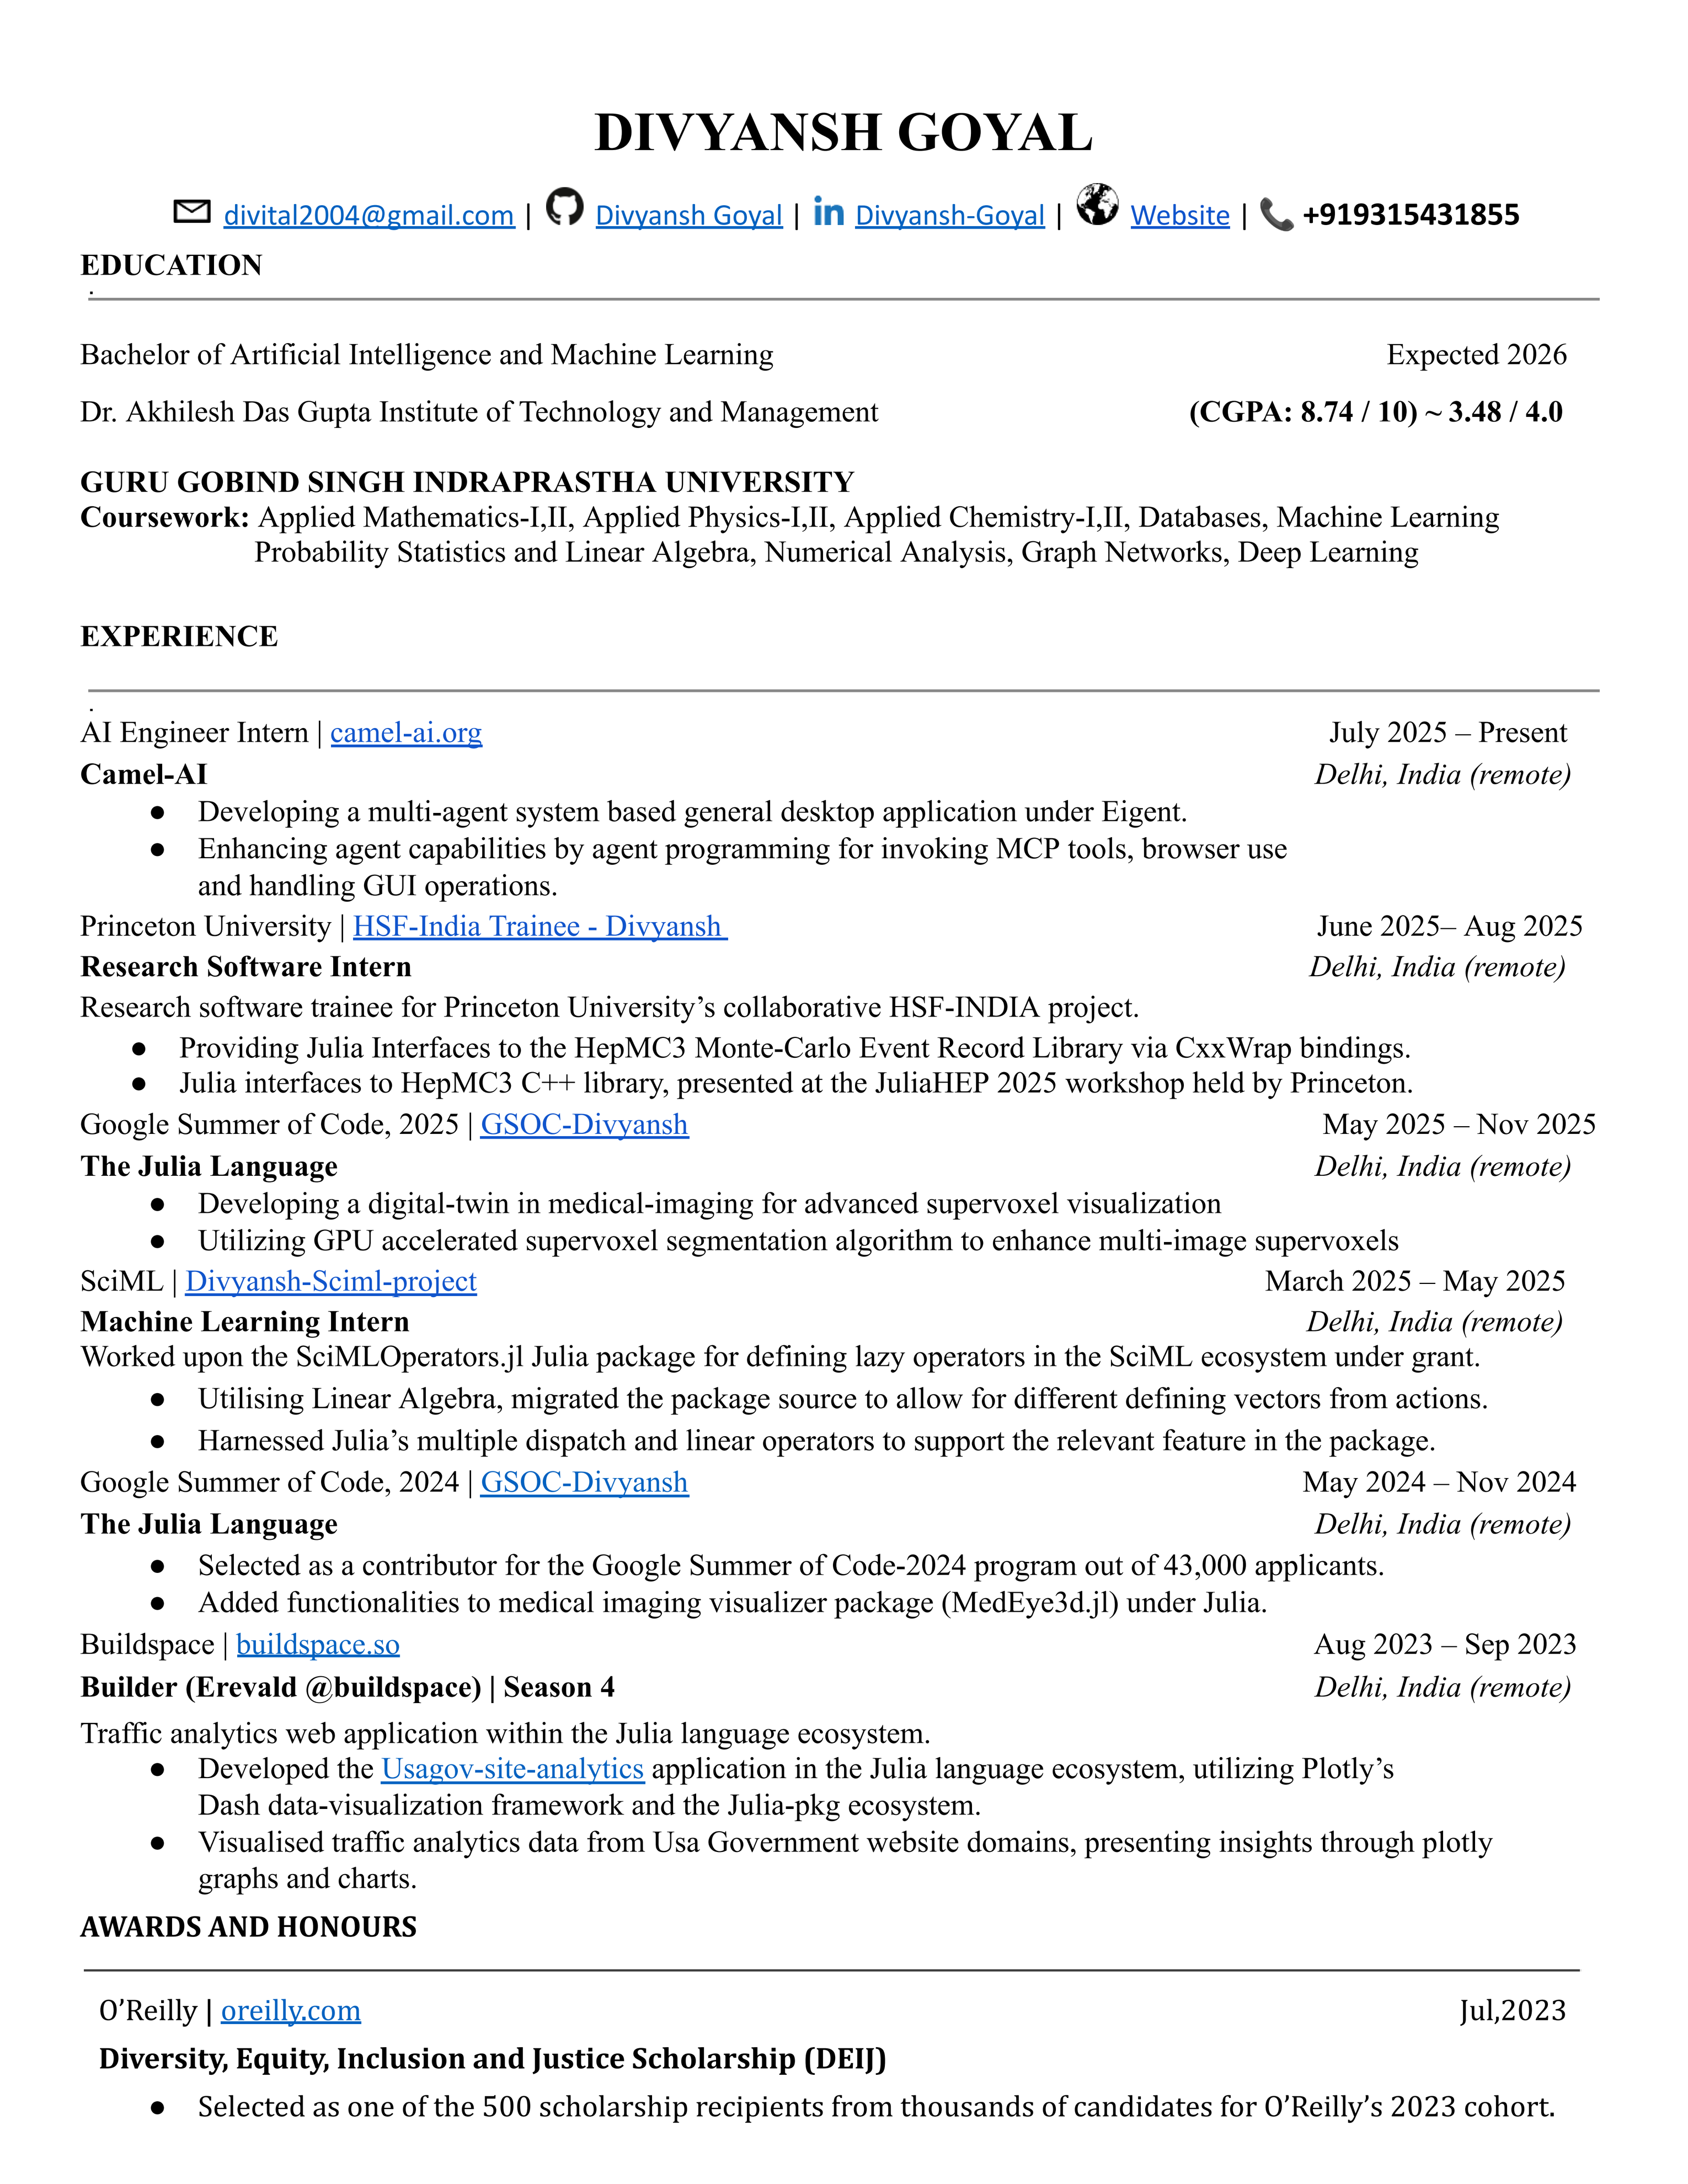 DIVYANSH GOYAL
divital2004@gmail.com | Divyansh Goyal | in Divyansh-Goyal | Website | +919315431855
EDUCATION
.
Bachelor of Artificial Intelligence and Machine Learning Expected 2026
Dr. Akhilesh Das Gupta Institute of Technology and Management (CGPA: 8.74 / 10) ~ 3.48 / 4.0
GURU GOBIND SINGH INDRAPRASTHA UNIVERSITY
Coursework: Applied Mathematics-I,II, Applied Physics-I,II, Applied Chemistry-I,II, Databases, Machine Learning
Probability Statistics and Linear Algebra, Numerical Analysis, Graph Networks, Deep Learning
EXPERIENCE
.
AI Engineer Intern | camel-ai.org July 2025 – Present
Camel-AI Delhi, India (remote)
● Developing a multi-agent system based general desktop application under Eigent.
● Enhancing agent capabilities by agent programming for invoking MCP tools, browser use
and handling GUI operations.
Princeton University | HSF-India Trainee - Divyansh June 2025– Aug 2025
Research Software Intern Delhi, India (remote)
Research software trainee for Princeton University’s collaborative HSF-INDIA project.
● Providing Julia Interfaces to the HepMC3 Monte-Carlo Event Record Library via CxxWrap bindings.
● Julia interfaces to HepMC3 C++ library, presented at the JuliaHEP 2025 workshop held by Princeton.
Google Summer of Code, 2025 | GSOC-Divyansh May 2025 – Nov 2025
The Julia Language Delhi, India (remote)
● Developing a digital-twin in medical-imaging for advanced supervoxel visualization
● Utilizing GPU accelerated supervoxel segmentation algorithm to enhance multi-image supervoxels
SciML | Divyansh-Sciml-project March 2025 – May 2025
Machine Learning Intern Delhi, India (remote)
Worked upon the SciMLOperators.jl Julia package for defining lazy operators in the SciML ecosystem under grant.
● Utilising Linear Algebra, migrated the package source to allow for different defining vectors from actions.
● Harnessed Julia’s multiple dispatch and linear operators to support the relevant feature in the package.
Google Summer of Code, 2024 | GSOC-Divyansh May 2024 – Nov 2024
The Julia Language Delhi, India (remote)
● Selected as a contributor for the Google Summer of Code-2024 program out of 43,000 applicants.
● Added functionalities to medical imaging visualizer package (MedEye3d.jl) under Julia.
Buildspace | buildspace.so Aug 2023 – Sep 2023
Builder (Erevald @buildspace) | Season 4 Delhi, India (remote)
Traffic analytics web application within the Julia language ecosystem.
● Developed the Usagov-site-analytics application in the Julia language ecosystem, utilizing Plotly’s
Dash data-visualization framework and the Julia-pkg ecosystem.
● Visualised traffic analytics data from Usa Government website domains, presenting insights through plotly
graphs and charts.
AWARDS AND HONOURS
O’Reilly | oreilly.com Jul,2023
Diversity, Equity, Inclusion and Justice Scholarship (DEIJ)
● Selected as one of the 500 scholarship recipients from thousands of candidates for O’Reilly’s 2023 cohort.